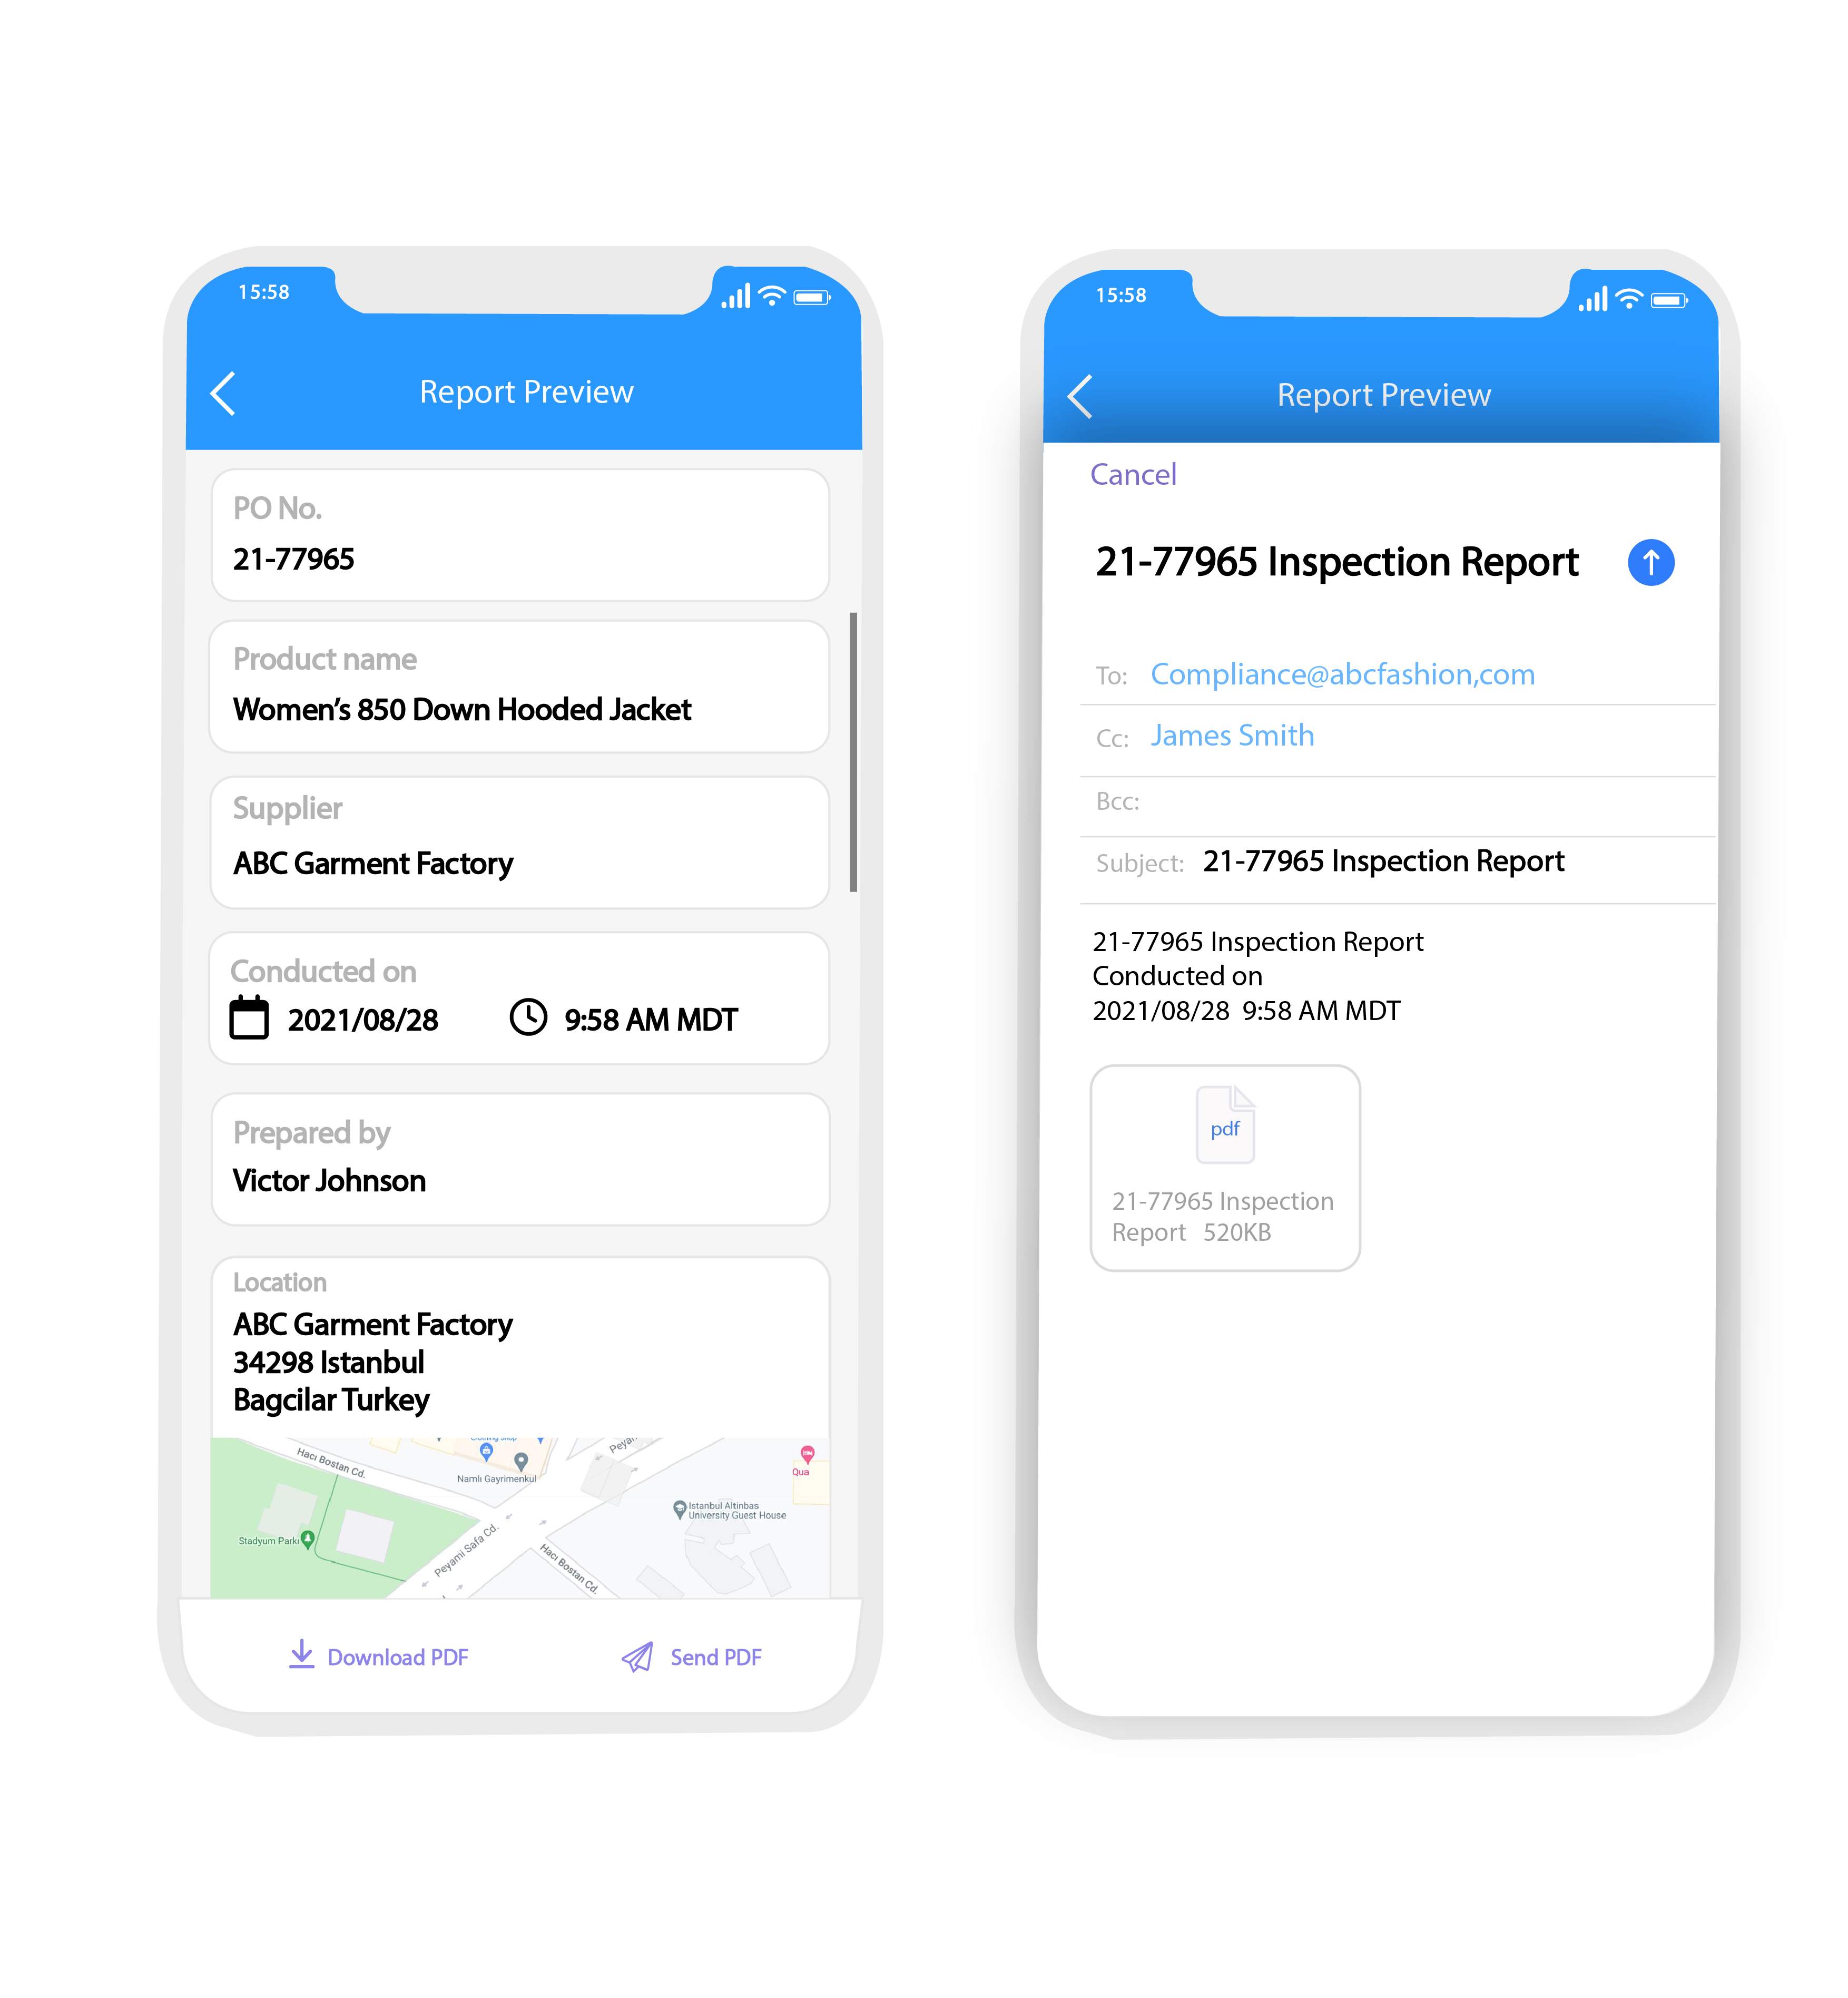 15:58
Report Preview
PO No.
21-77965
Product name
Women’s 850 Down Hooded Jacket
Supplier
ABC Garment Factory
Conducted on
2021/08/28 9:58 AM MDT
Prepared by
Victor Johnson
Location
ABC Garment Factory
34298 Istanbul
Bagcilar Turkey
Hacı Bostan Cd.
Namlı Gayrimenkul
Qua
Istanbul Altinbas
University Guest House
Stadyum Parkı
Peyami Safa Cd.
Hacı Bostan Cd.
Download PDF Send PDF
15:58
Report Preview
Cancel
21-77965 Inspection Report
To: Compliance@abcfashion,com
Cc: James Smith
Bcc:
Subject: 21-77965 Inspection Report
21-77965 Inspection Report
Conducted on
2021/08/28 9:58 AM MDT
pdf
21-77965 Inspection
Report 520KB